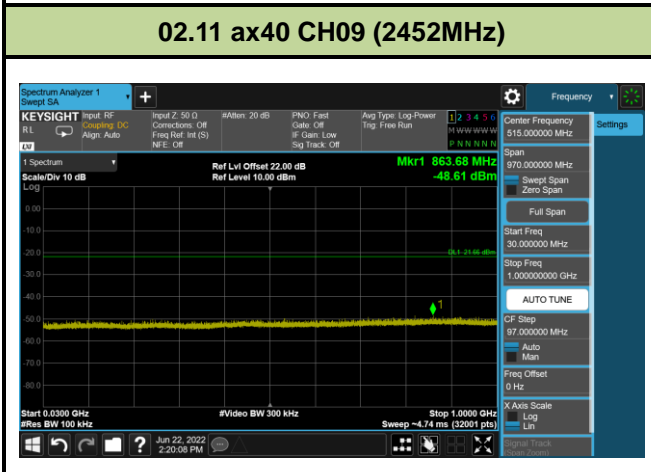 02.11 ax40 CH09 (2452MHz)
Spectrum Analyzer 1
Swept SA
+
Frequency
KEYSIGHT
RL
Input: RF
Coupling: DC
Align: Auto
Input Z: 50 Ω
Corrections: Off
Freq Ref: Int (S)
NFE: Off
#Atten: 20 dB
PNO: Fast
Gate: Off
IF Gain: Low
Sig Track: Off
Avg Type: Log-Power
Trig: Free Run
1 2 3 4 5 6
M W W W W W
P N N N N N
1 Spectrum
Scale/Div 10 dB
Log
Ref Lvl Offset 22.00 dB
Ref Level 10.00 dBm
Mkr1 863.68 MHz
-48.61 dBm
0.00
-10.0
-20.0
-30.0
-40.0
-50.0
-60.0
-70.0
-80.0
DL1 -21.66 dBm
1
Start 0.0300 GHz
#Res BW 100 kHz
#Video BW 300 kHz
Stop 1.0000 GHz
Sweep ~4.74 ms (32001 pts)
Center Frequency
515.000000 MHz
Settings
Span
970.000000 MHz
Swept Span
Zero Span
Full Span
Start Freq
30.000000 MHz
Stop Freq
1.000000000 GHz
AUTO TUNE
CF Step
97.000000 MHz
Auto
Man
Freq Offset
0 Hz
X Axis Scale
Log
Lin
Signal Track
(Span Zoom)
?
Jun 22, 2022
2:20:08 PM